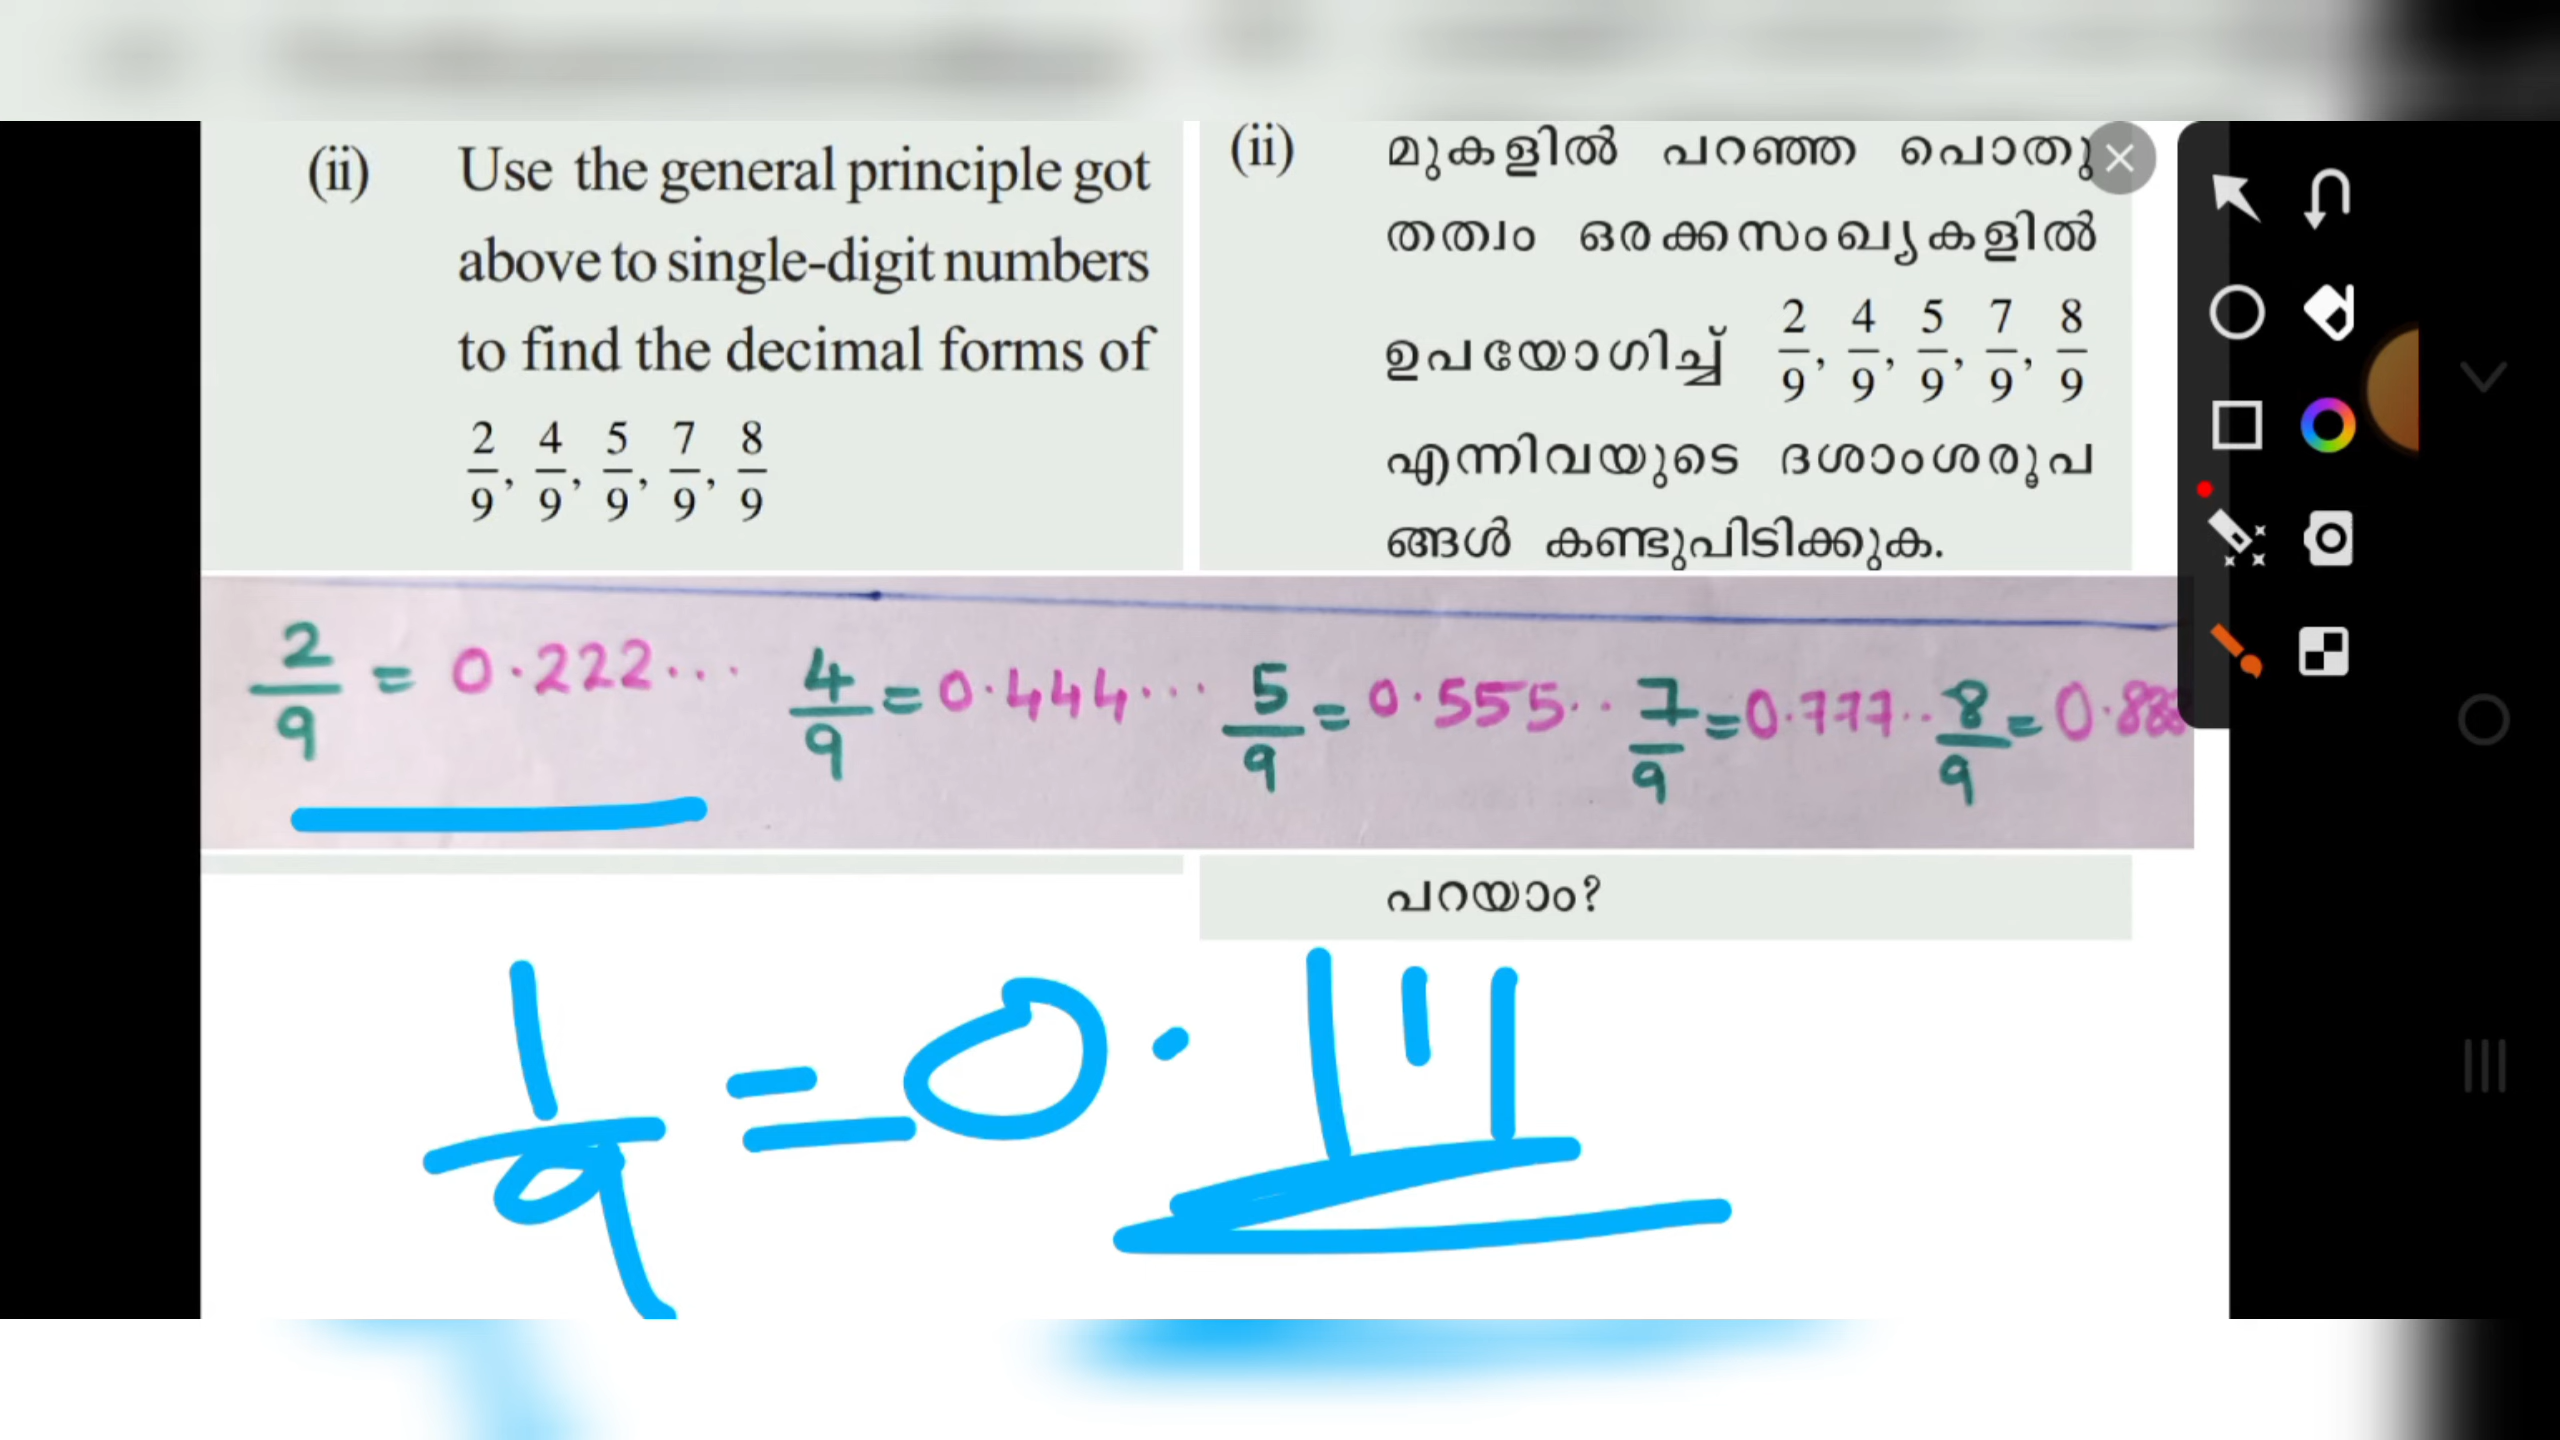 (ii) Use the general principle got
above to single-digit numbers
to find the decimal forms of
2/9, 4/9, 5/9, 7/9, 8/9
(ii) മുകളിൽ പറഞ്ഞ പൊതു
തത്വം ഒരക്കസംഖ്യകളിൽ
ഉപയോഗിച്ച് 2/9, 4/9, 5/9, 7/9, 8/9
എന്നിവയുടെ ദശാംശരൂപ
ങ്ങൾ കണ്ടുപിടിക്കുക.
2/9 = 0.222... 4/9 = 0.444... 5/9 = 0.555.. 7/9 = 0.777.. 8/9 = 0.888
പറയാം?
1/9 = 0.111